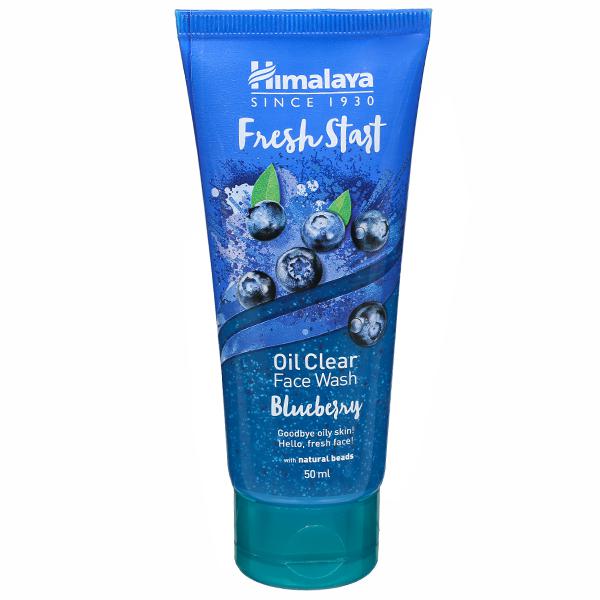 Himalaya
SINCE 1930
Fresh Start
Oil Clear
Face Wash
Blueberry
Goodbye oily skin!
Hello, fresh face!
with natural beads
50 ml